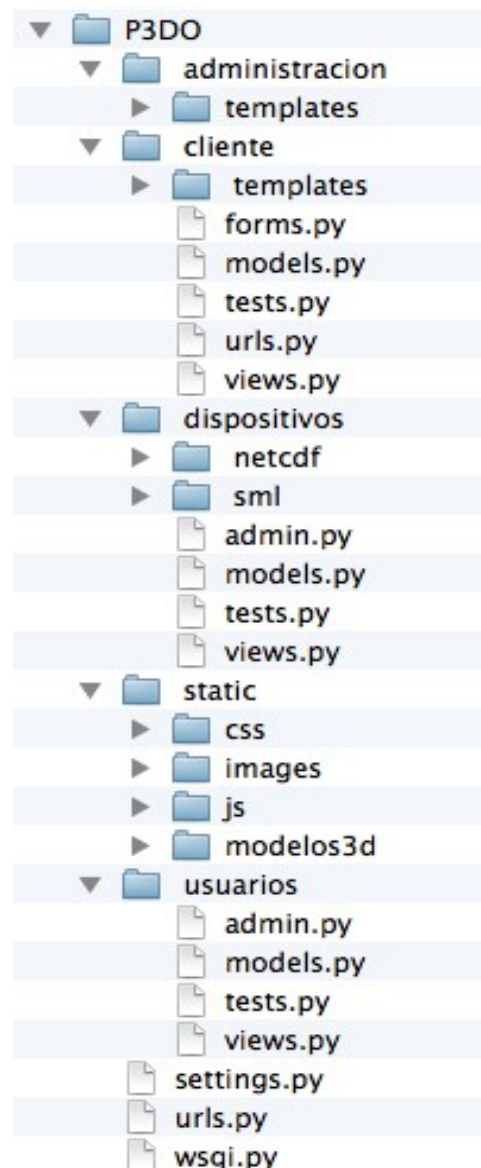 P3DO
administracion
templates
cliente
templates
forms.py
models.py
tests.py
urls.py
views.py
dispositivos
netcdf
sml
admin.py
models.py
tests.py
views.py
static
css
images
js
modelos3d
usuarios
admin.py
models.py
tests.py
views.py
settings.py
urls.py
wsgi.py